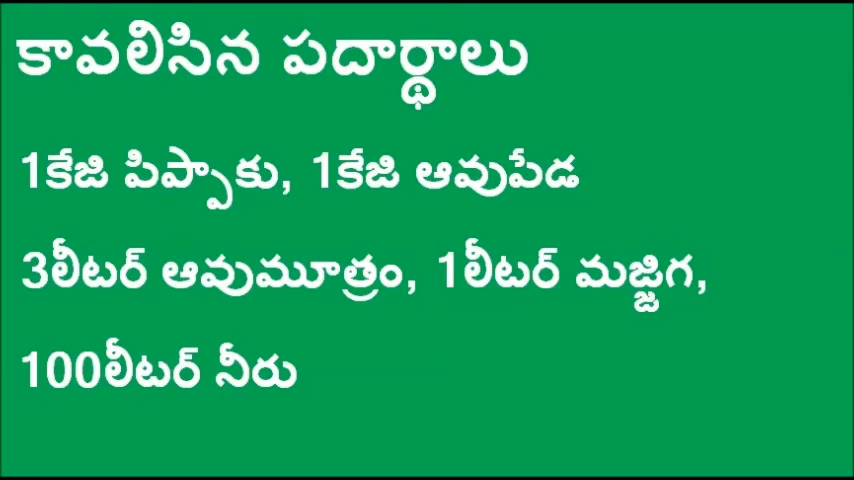 కావలిసిన పదార్థాలు
1కేజి పిప్పాకు, 1కేజి ఆవుపేడ
3లీటర్ ఆవుమూత్రం, 1లీటర్ మజ్జిగ,
100లీటర్ నీరు